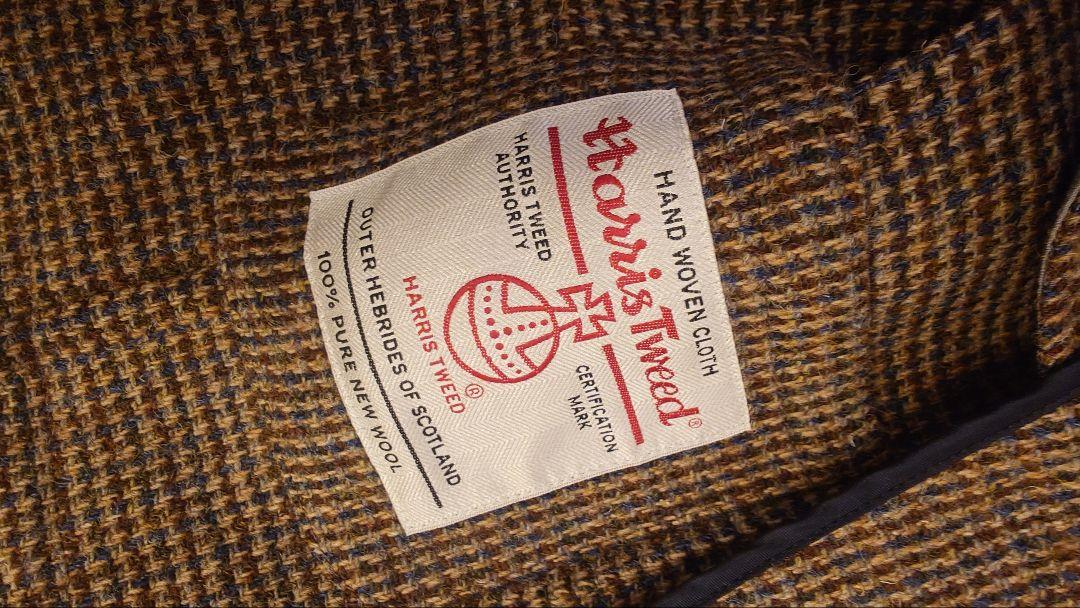 HAND WOVEN CLOTH
Harris Tweed®
HARRIS TWEED
AUTHORITY
CERTIFICATION
MARK
HARRIS TWEED®
OUTER HEBRIDES OF SCOTLAND
100% PURE NEW WOOL